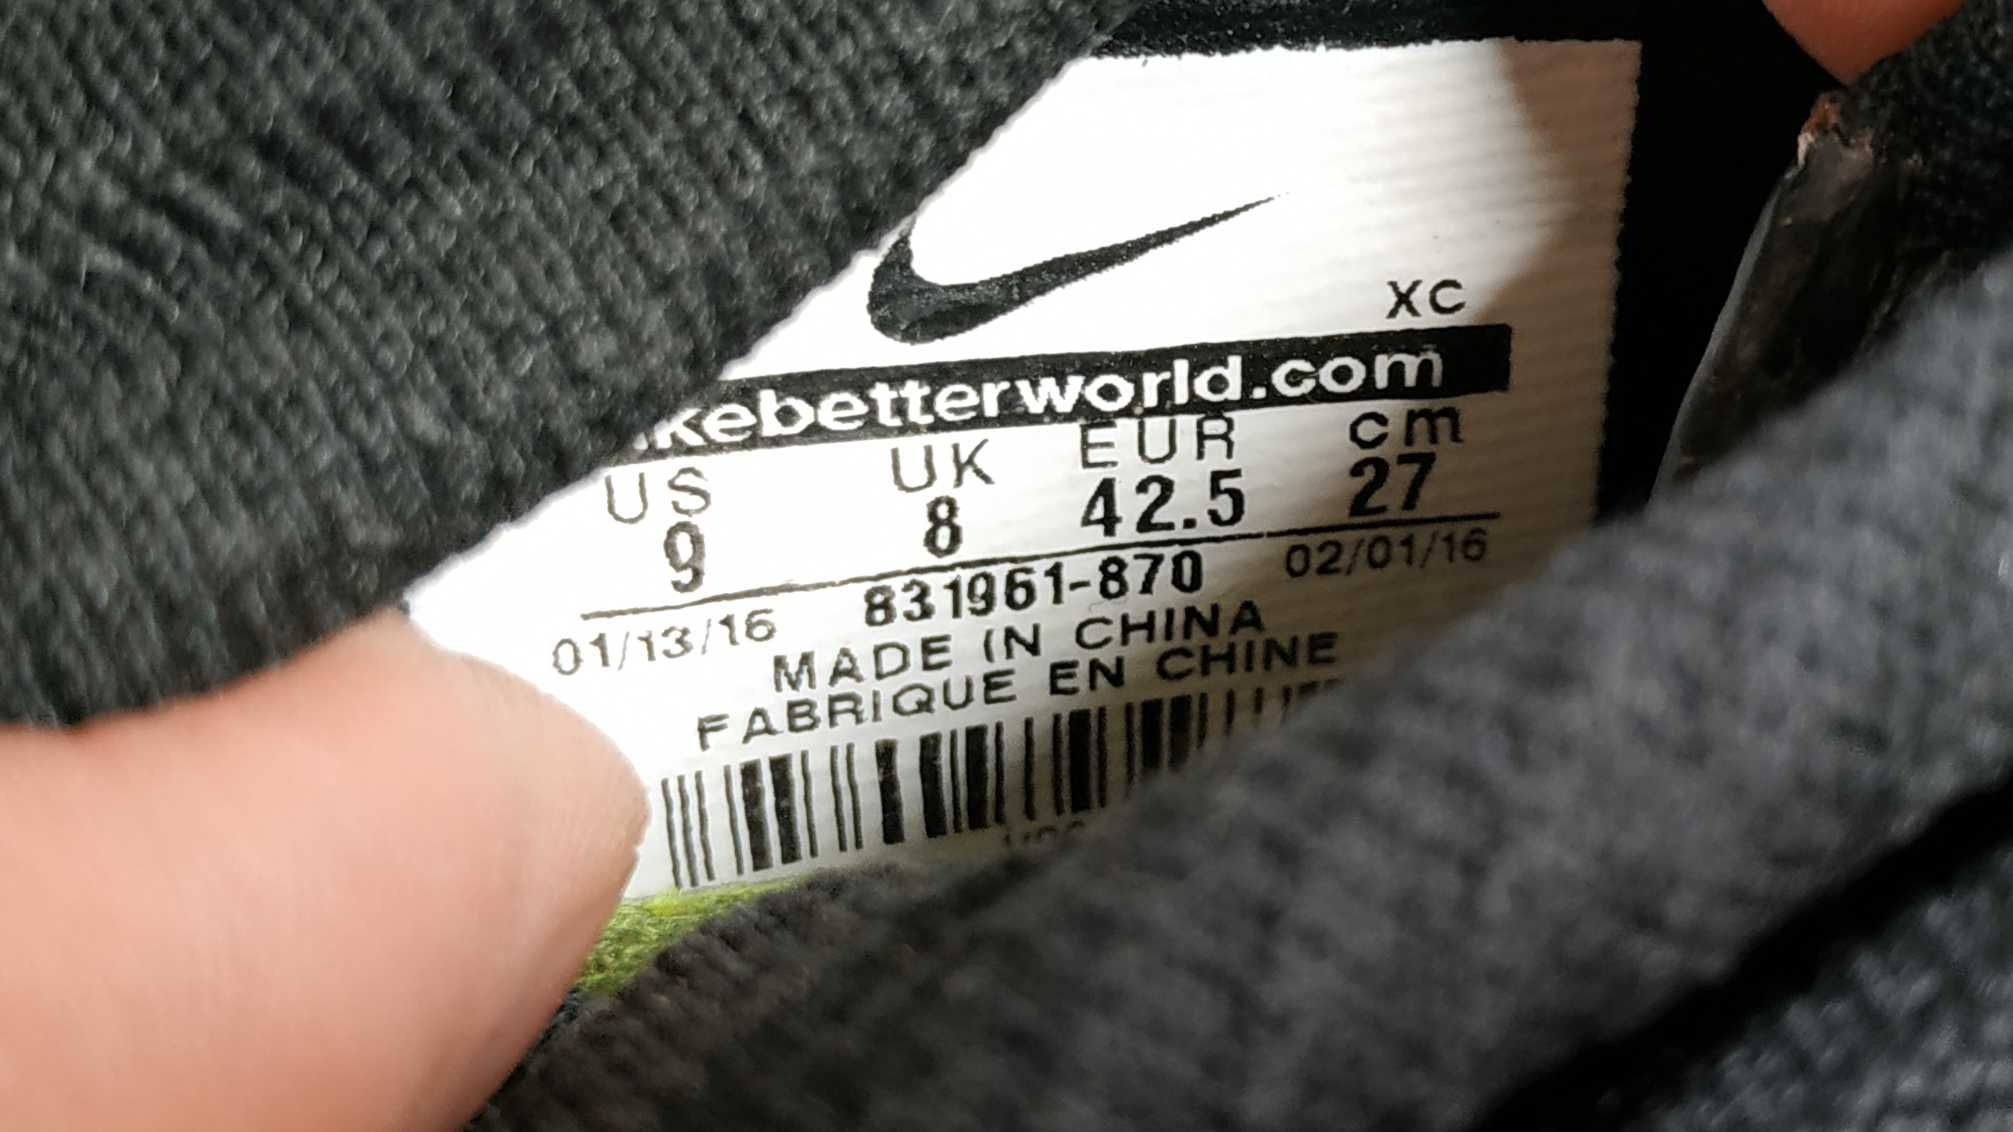 XC
kebetterworld.com
US UK EUR cm
9 8 42.5 27
01/13/16 831961-870 02/01/16
MADE IN CHINA
FABRIQUE EN CHINE